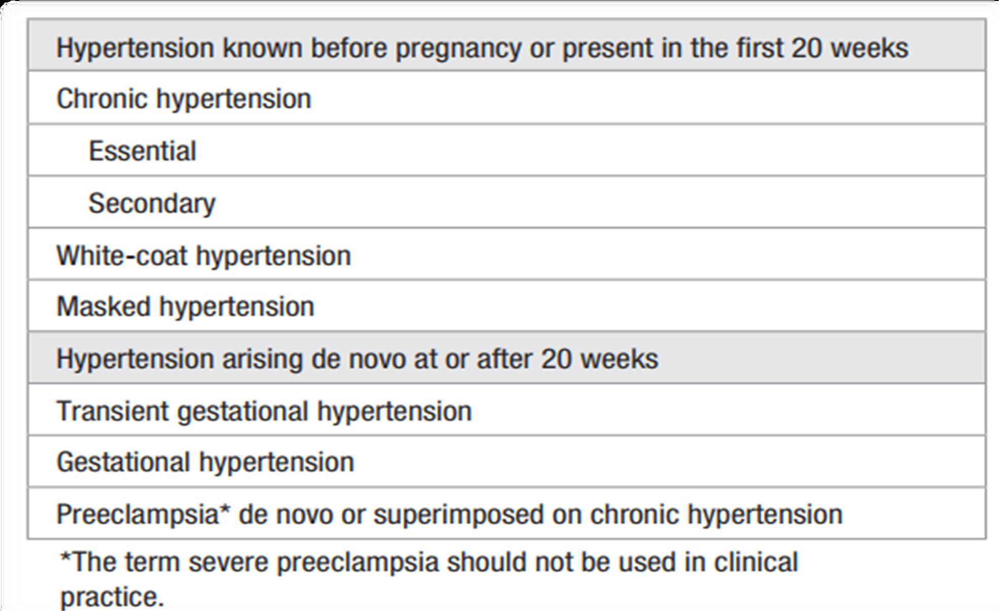 Hypertension known before pregnancy or present in the first 20 weeks
Chronic hypertension
Essential
Secondary
White-coat hypertension
Masked hypertension
Hypertension arising de novo at or after 20 weeks
Transient gestational hypertension
Gestational hypertension
Preeclampsia* de novo or superimposed on chronic hypertension
*The term severe preeclampsia should not be used in clinical
practice.